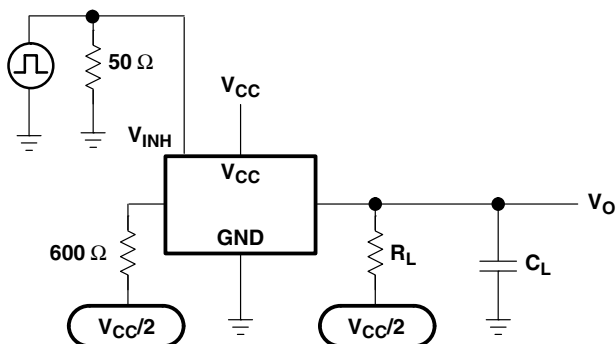 50 Ω
VCC
VINH
VCC
VO
GND
600 Ω
RL
CL
VCC/2
VCC/2